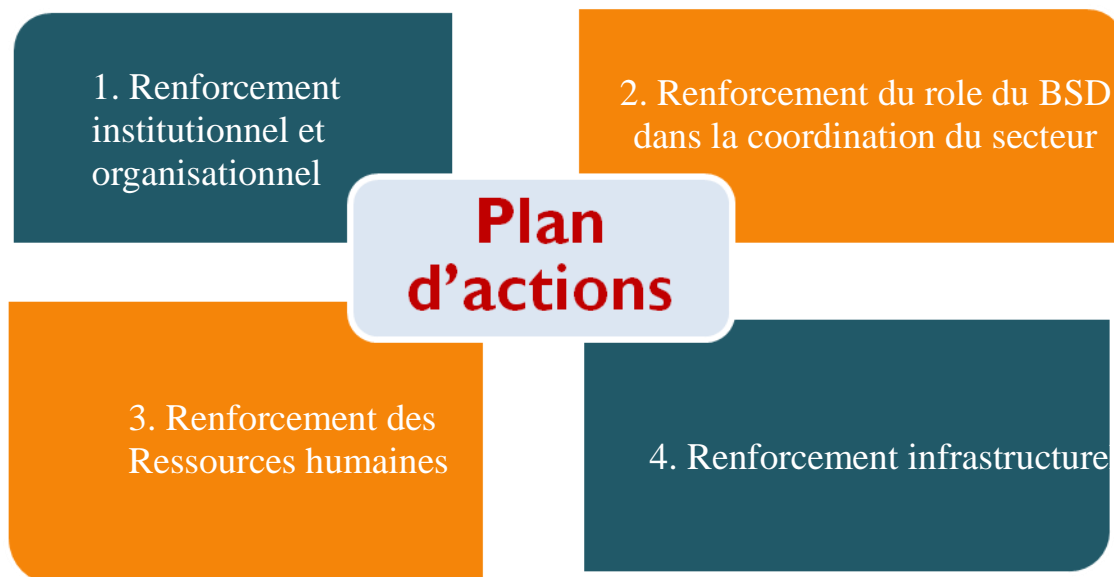 1. Renforcement
institutionnel et
organisationnel
2. Renforcement du role du BSD
dans la coordination du secteur
Plan
d’actions
3. Renforcement des
Ressources humaines
4. Renforcement infrastructure